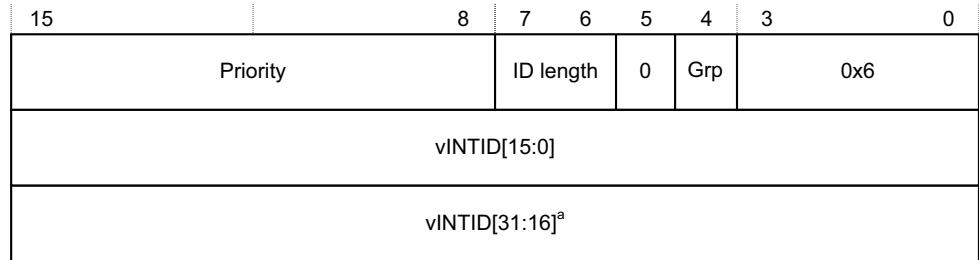 15 8 7 6 5 4 3 0
Priority ID length 0 Grp 0x6
vINTID[15:0]
vINTID[31:16]a